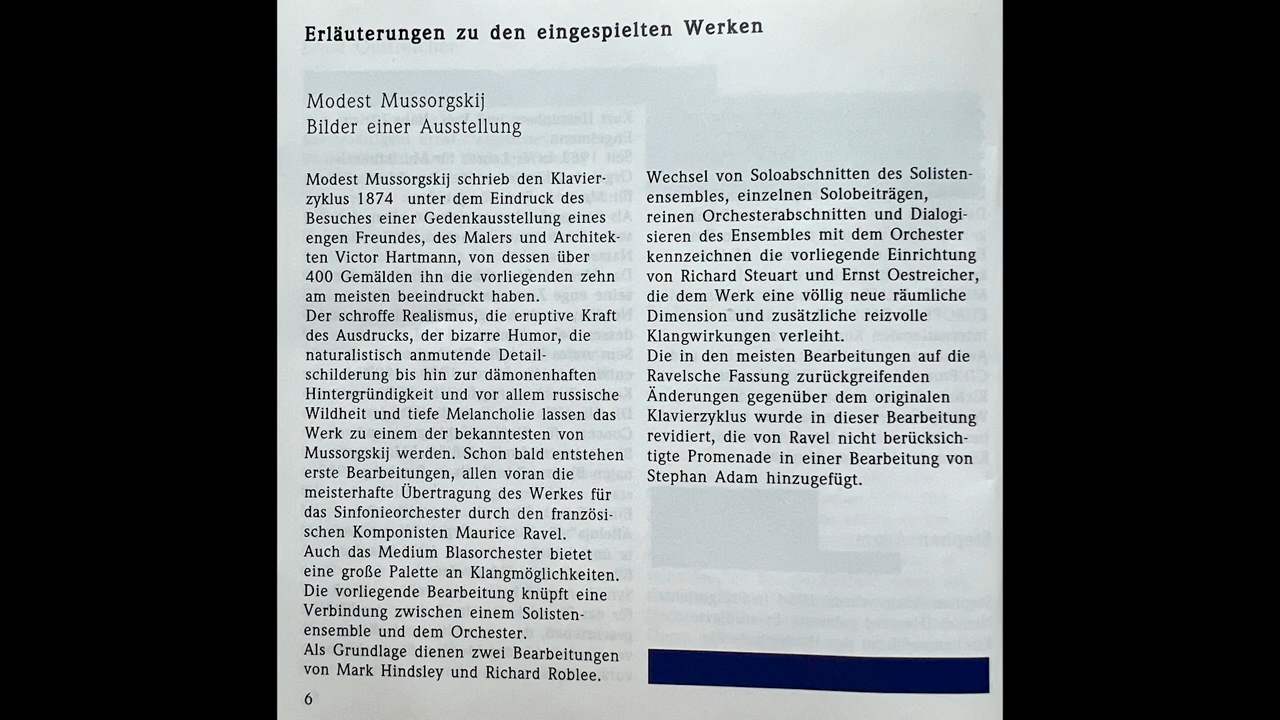 Erläuterungen zu den eingespielten Werken
Modest Mussorgskij
Bilder einer Ausstellung
Modest Mussorgskij schrieb den Klavier-
zyklus 1874 unter dem Eindruck des
Besuches einer Gedenkausstellung eines
engen Freundes, des Malers und Architek-
ten Victor Hartmann, von dessen über
400 Gemälden ihn die vorliegenden zehn
am meisten beeindruckt haben.
Der schroffe Realismus, die eruptive Kraft
des Ausdrucks, der bizarre Humor, die
naturalistisch anmutende Detail-
schilderung bis hin zur dämonenhaften
Hintergründigkeit und vor allem russische
Wildheit und tiefe Melancholie lassen das
Werk zu einem der bekanntesten von
Mussorgskij werden. Schon bald entstehen
erste Bearbeitungen, allen voran die
meisterhafte Übertragung des Werkes für
das Sinfonieorchester durch den französi-
schen Komponisten Maurice Ravel.
Auch das Medium Blasorchester bietet
eine große Palette an Klangmöglichkeiten.
Die vorliegende Bearbeitung knüpft eine
Verbindung zwischen einem Solisten-
ensemble und dem Orchester.
Als Grundlage dienen zwei Bearbeitungen
von Mark Hindsley und Richard Roblee.
Wechsel von Soloabschnitten des Solisten-
ensembles, einzelnen Solobeiträgen,
reinen Orchesterabschnitten und Dialogi-
sieren des Ensembles mit dem Orchester
kennzeichnen die vorliegende Einrichtung
von Richard Steuart und Ernst Oestreicher,
die dem Werk eine völlig neue räumliche
Dimension und zusätzliche reizvolle
Klangwirkungen verleiht.
Die in den meisten Bearbeitungen auf die
Ravelsche Fassung zurückgreifenden
Änderungen gegenüber dem originalen
Klavierzyklus wurde in dieser Bearbeitung
revidiert, die von Ravel nicht berücksich-
tigte Promenade in einer Bearbeitung von
Stephan Adam hinzugefügt.
6